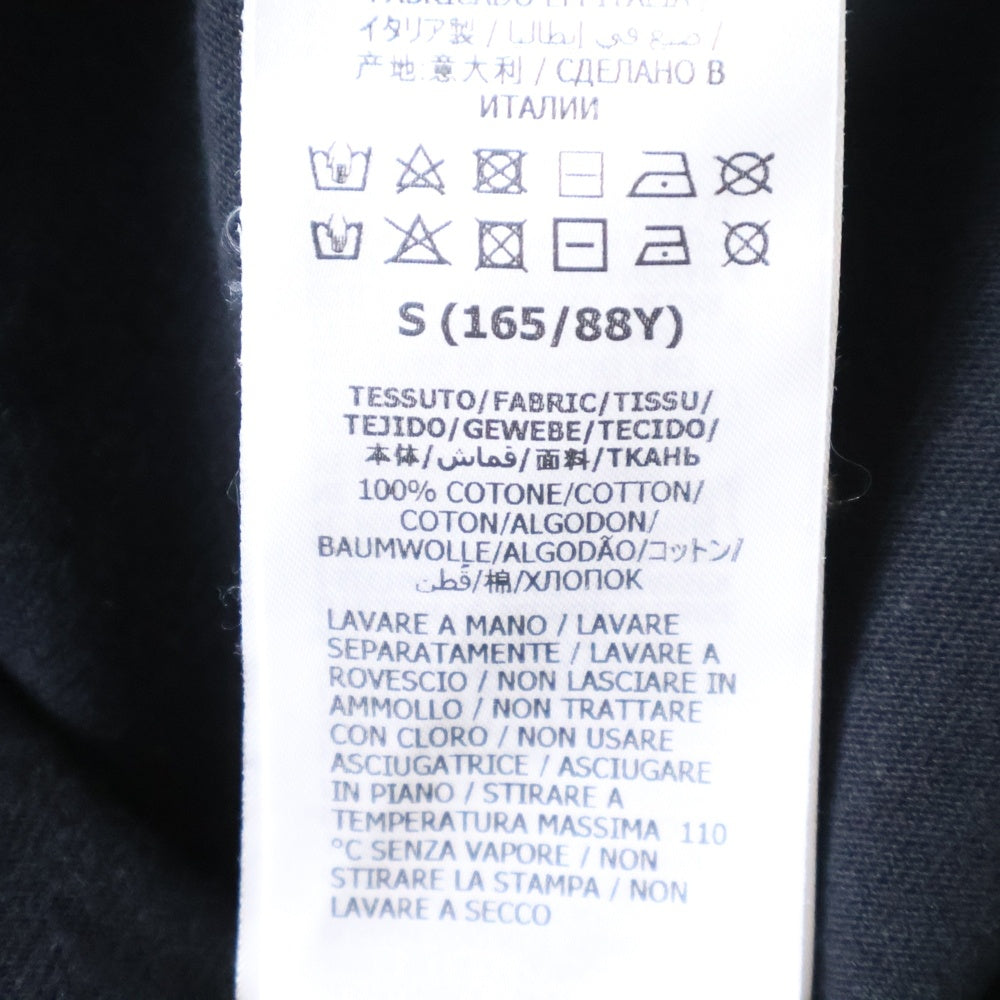 FABRICADO EM ITALIA
イタリア製 / صنع في إيطاليا /
产地:意大利 / СДЕЛАНО В
ИТАЛИИ
S (165/88Y)
TESSUTO/FABRIC/TISSU/
TEJIDO/GEWEBE/TECIDO/
本体/قماش/面料/ТКАНЬ
100% COTONE/COTTON/
COTON/ALGODON/
BAUMWOLLE/ALGODÃO/コットン/
قطن/棉/ХЛОПОК
LAVARE A MANO / LAVARE
SEPARATAMENTE / LAVARE A
ROVESCIO / NON LASCIARE IN
AMMOLLO / NON TRATTARE
CON CLORO / NON USARE
ASCIUGATRICE / ASCIUGARE
IN PIANO / STIRARE A
TEMPERATURA MASSIMA 110
°C SENZA VAPORE / NON
STIRARE LA STAMPA / NON
LAVARE A SECCO